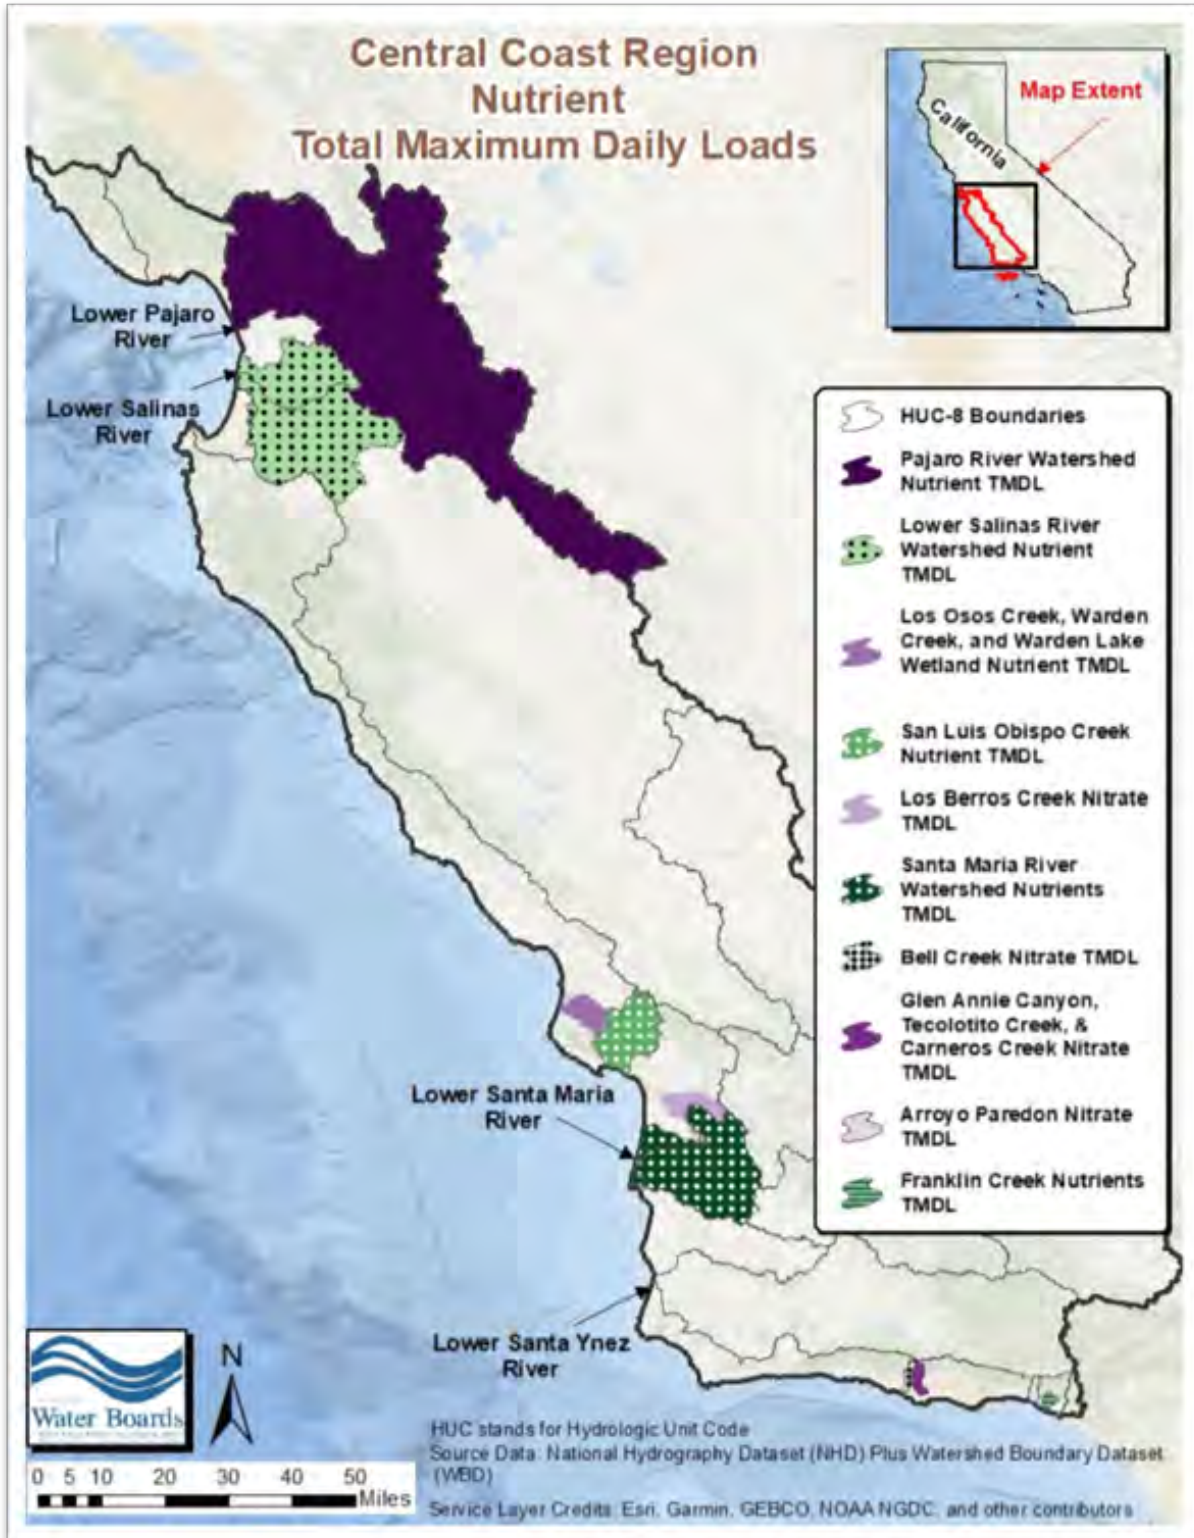 Central Coast Region
Nutrient
Total Maximum Daily Loads
California
Map Extent
Lower Pajaro
River
Lower Salinas
River
Lower Santa Maria
River
Lower Santa Ynez
River
HUC-8 Boundaries
Pajaro River Watershed
Nutrient TMDL
Lower Salinas River
Watershed Nutrient
TMDL
Los Osos Creek, Warden
Creek, and Warden Lake
Wetland Nutrient TMDL
San Luis Obispo Creek
Nutrient TMDL
Los Berros Creek Nitrate
TMDL
Santa Maria River
Watershed Nutrients
TMDL
Bell Creek Nitrate TMDL
Glen Annie Canyon,
Tecolotito Creek, &
Carneros Creek Nitrate
TMDL
Arroyo Paredon Nitrate
TMDL
Franklin Creek Nutrients
TMDL
Water Boards
N
0 5 10 20 30 40 50
Miles
HUC stands for Hydrologic Unit Code
Source Data: National Hydrography Dataset (NHD) Plus Watershed Boundary Dataset
(WBD)
Service Layer Credits: Esri, Garmin, GEBCO, NOAA NGDC, and other contributors